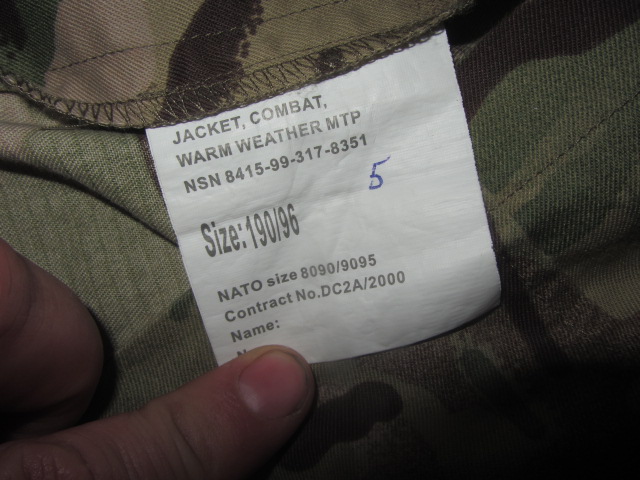 JACKET, COMBAT,
WARM WEATHER MTP
NSN 8415-99-317-8351
5
Size:190/96
NATO size 8090/9095
Contract No.DC2A/2000
Name: